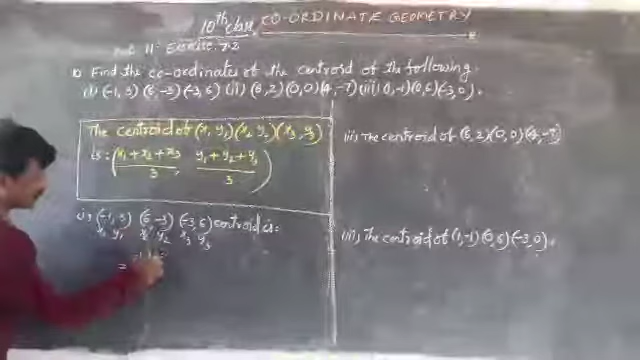 10th class. CO-ORDINATE GEOMETRY
Exercise. 7.2
Find the co-ordinates of the centroid of the following.
(-1, 3) (6, -3) (-3, 6) (ii) (6, 2) (0, 0) (4, -7) (iii) (1, -1) (0, 6) (-3, 0).
The centroid of (x1, y1) (x2, y2) (x3, y3)
is: (x1 + x2 + x3 / 3, y1 + y2 + y3 / 3)
i) (-1, 3) (6 -3) (-3, 6) centroid is:
x1 y1 x2 y2 x3 y3
=
ii) The centroid of (6, 2) (0, 0) (4, -7)
iii) The centroid of (1, -1) (0, 6) (-3, 0).